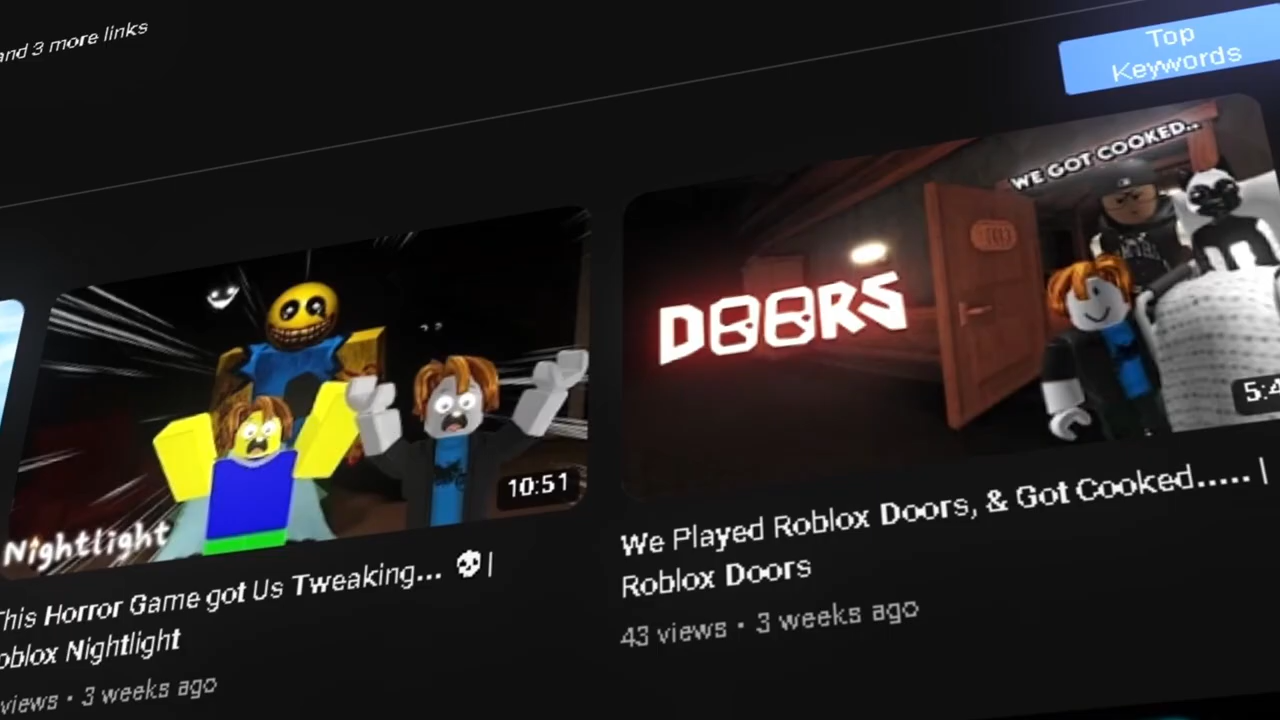 and 3 more links
Top
Keywords
WE GOT COOKED...
DOORS
5:4
10:51
Nightlight
This Horror Game got Us Tweaking... 💀 |
oblox Nightlight
views • 3 weeks ago
We Played Roblox Doors, & Got Cooked..... |
Roblox Doors
43 views • 3 weeks ago